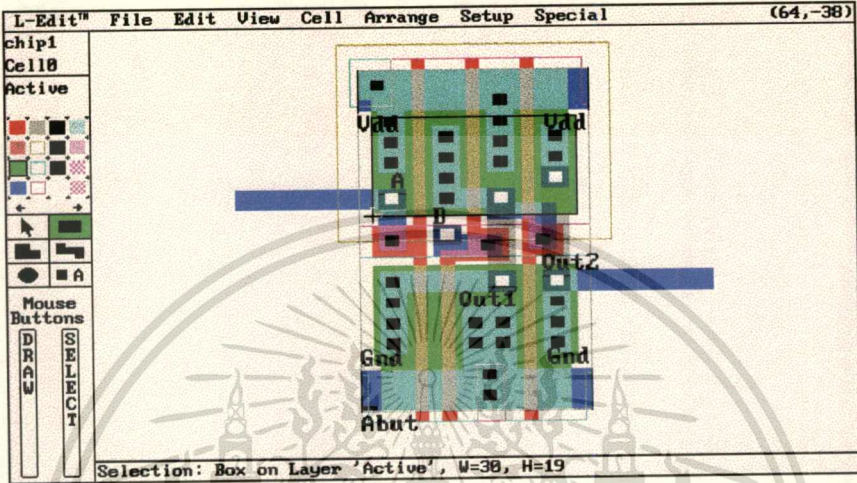 L-Edit™ File Edit View Cell Arrange Setup Special (64,-38)
chip1
Cell0
Active
Vdd Vdd
A
B
Out2
Out1
Gnd Gnd
Abut
■ A
Mouse
Buttons
DRAW
SELECT
Selection: Box on Layer 'Active', W=30, H=19